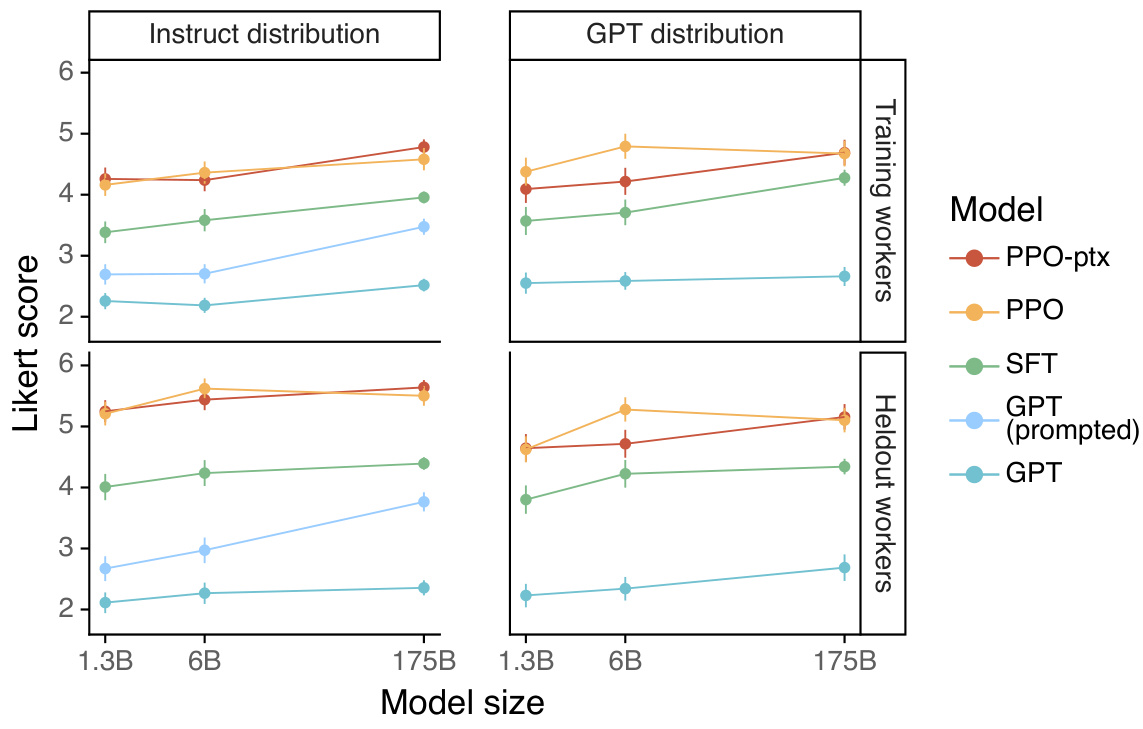 Instruct distribution
GPT distribution
6
5
4
3
2
Training workers
6
5
4
3
2
Heldout workers
Likert score
1.3B
6B
175B
1.3B
6B
175B
Model size
Model
PPO-ptx
PPO
SFT
GPT
(prompted)
GPT